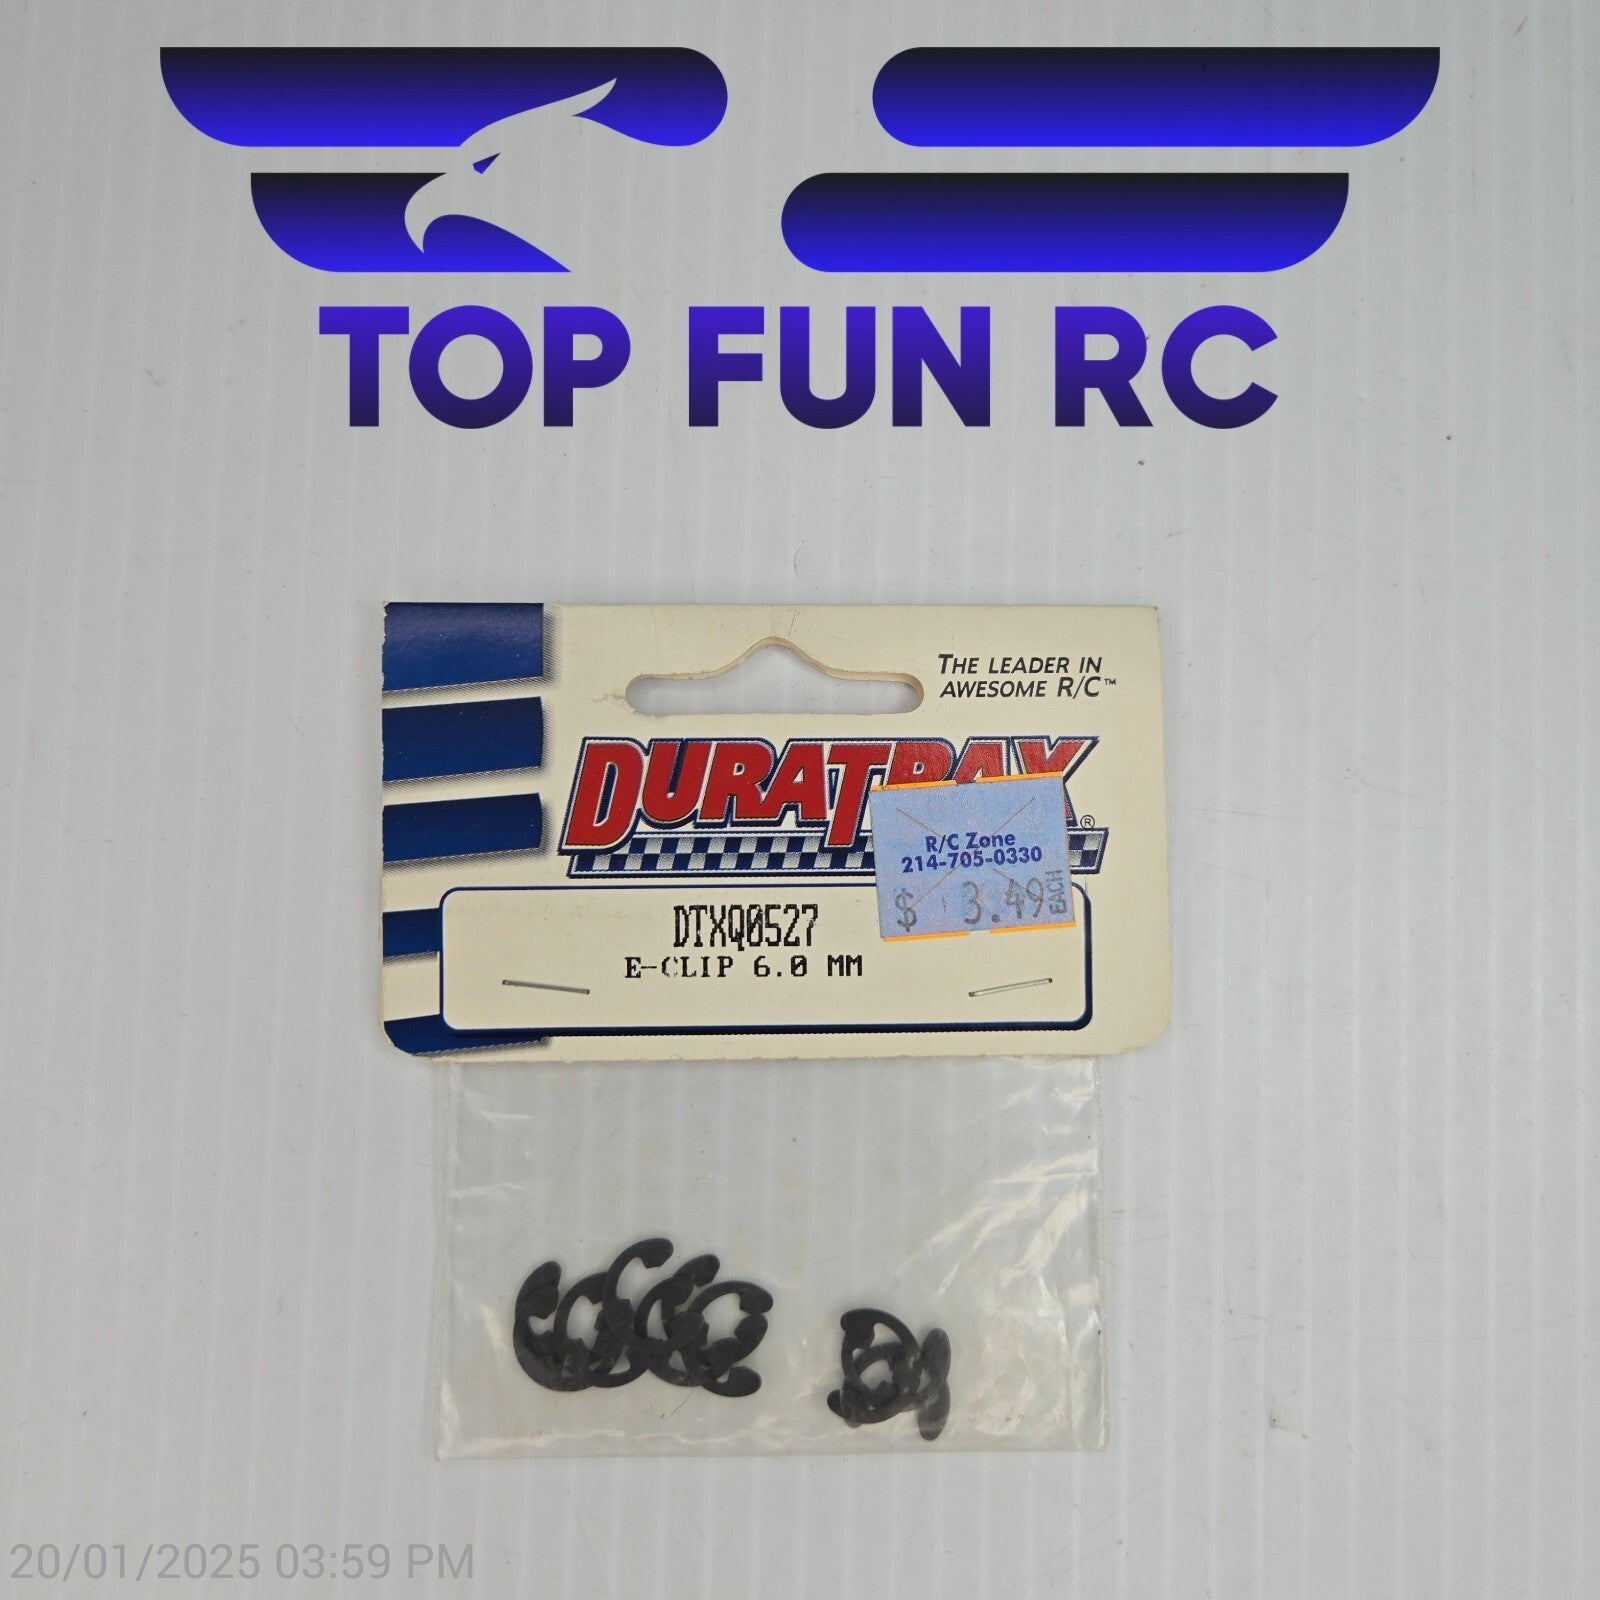 TOP FUN RC
THE LEADER IN
AWESOME R/C™
DURATRAX®
R/C Zone
214-705-0330
$ 3.49 EACH
DTXQ0527
E-CLIP 6.0 MM
20/01/2025 03:59 PM